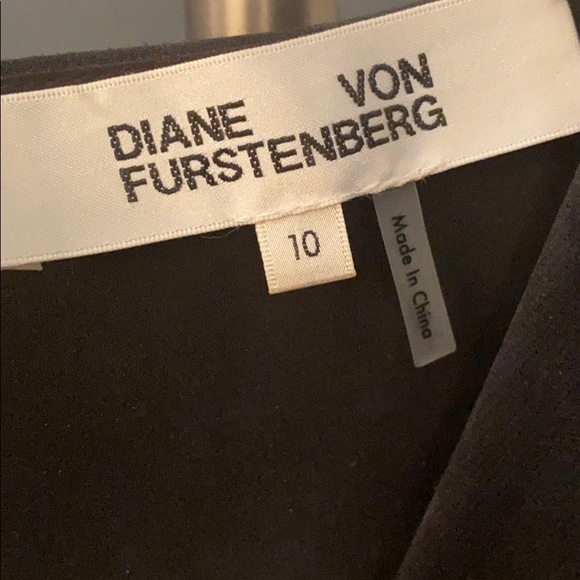 DIANE VON
FURSTENBERG
10
Made In China